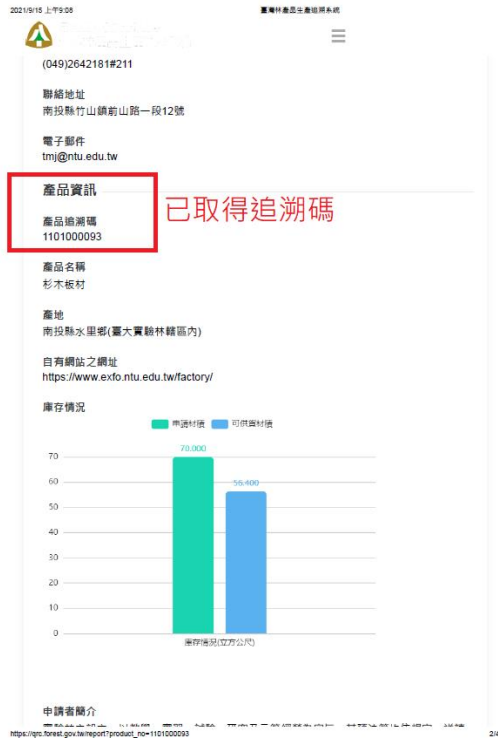 2021/9/15 上午9:08
臺灣林產品生產追溯系統
(049)2642181#211
聯絡地址
南投縣竹山鎮前山路一段12號
電子郵件
tmj@ntu.edu.tw
產品資訊
已取得追溯碼
產品追溯碼
1101000093
產品名稱
杉木板材
產地
南投縣水里鄉(臺大實驗林轄區內)
自有網站之網址
https://www.exfo.ntu.edu.tw/factory/
庫存情況
申請材積
可供貨材積
70.000
56.400
70
60
50
40
30
20
10
0
庫存情況(立方公尺)
申請者簡介
https://qrc.forest.gov.tw/report?product_no=1101000093
2/4